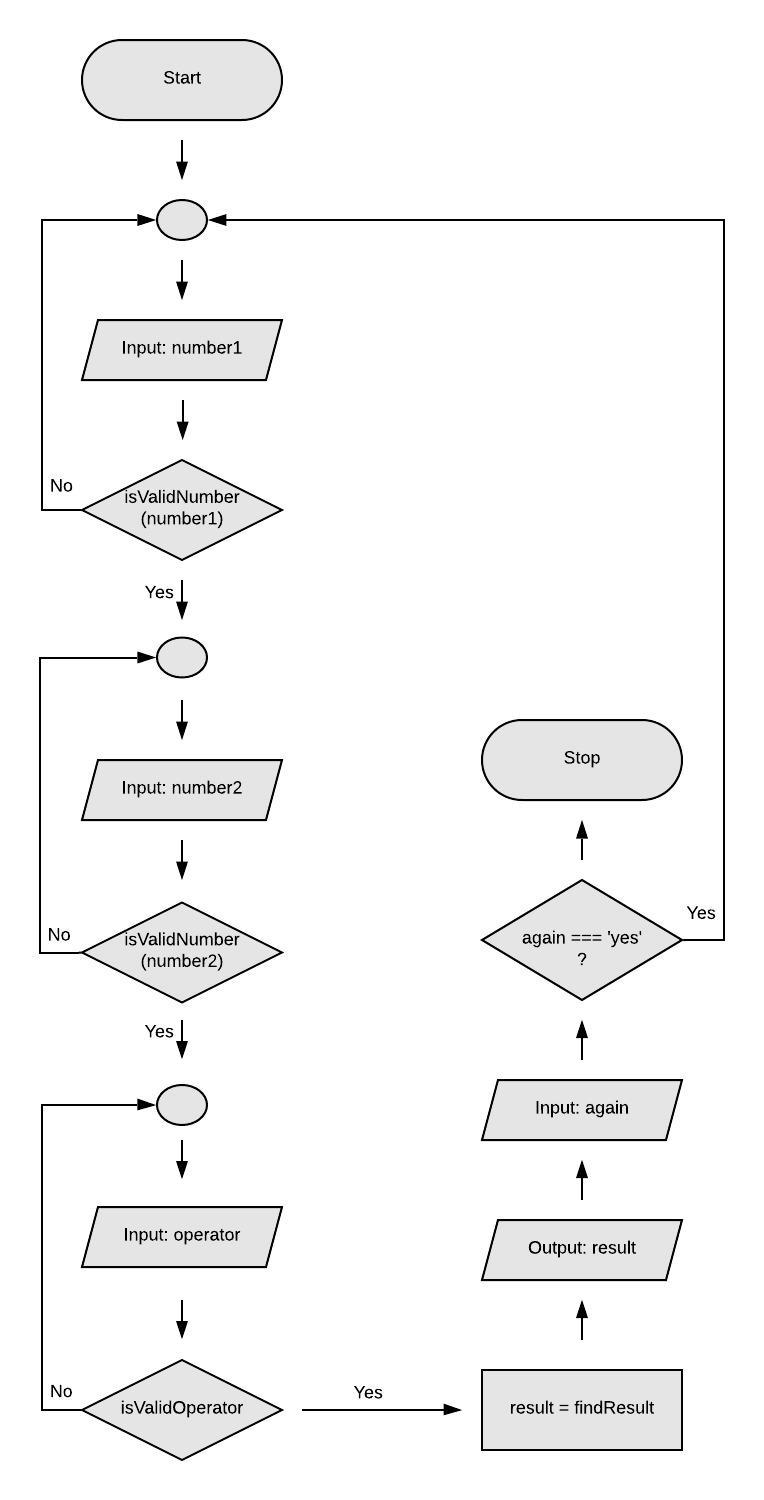 Start
Input: number1
No
isValidNumber
(number1)
Yes
Input: number2
No
isValidNumber
(number2)
Yes
Input: operator
No
isValidOperator
Yes
result = findResult
Output: result
Input: again
again === 'yes'
?
Yes
Stop